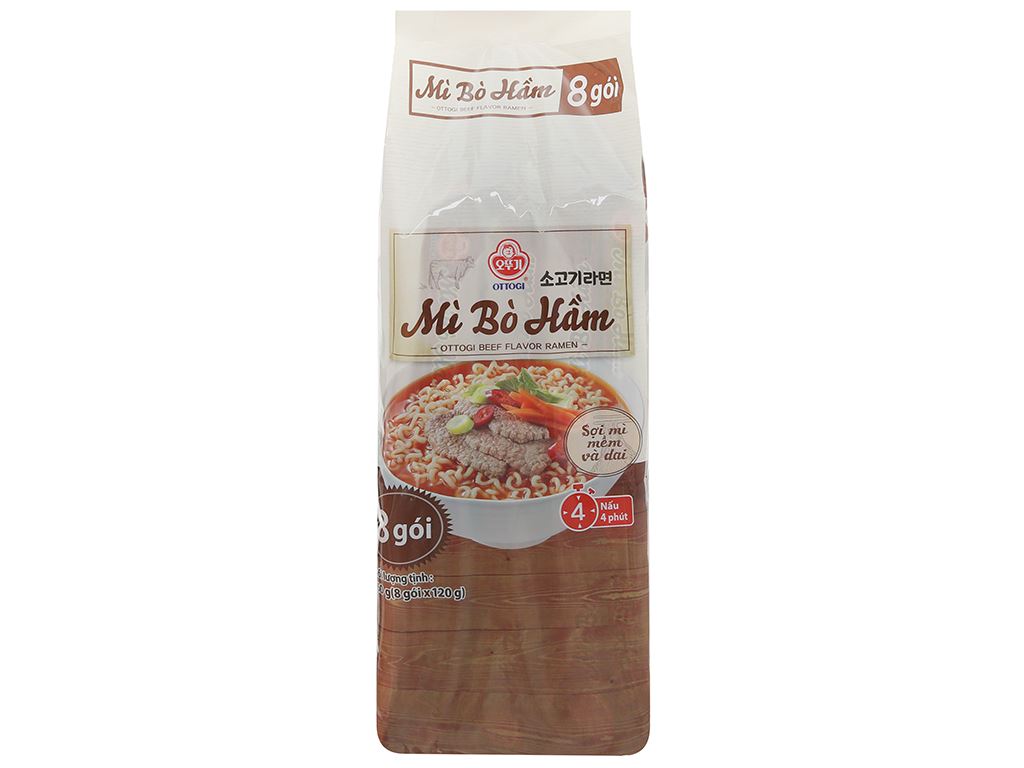 Mì Bò Hầm 8 gói
— OTTOGI BEEF FLAVOR RAMEN —
오뚜기
OTTOGI
소고기라면
Mì Bò Hầm
— OTTOGI BEEF FLAVOR RAMEN —
Sợi mì
mềm
và dai
4 Nấu
4 phút
8 gói
lượng tịnh :
g(8 gói x 120 g)